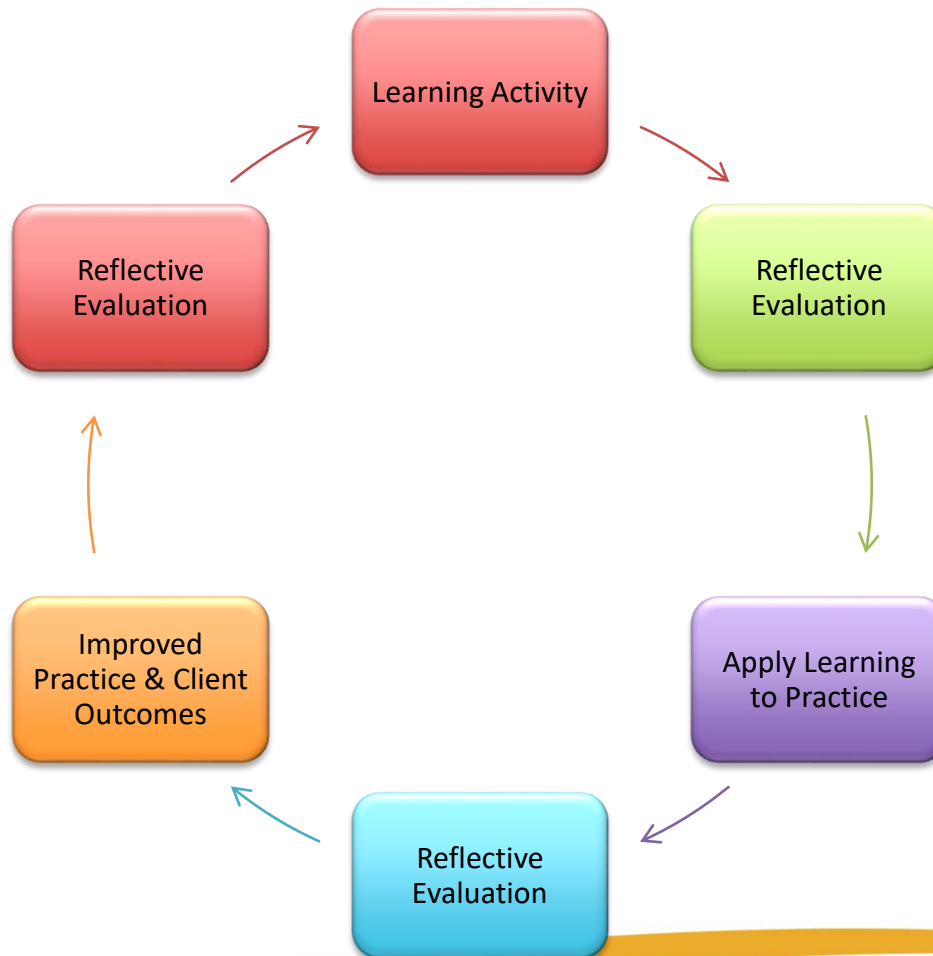 Learning Activity
Reflective
Evaluation
Reflective
Evaluation
Apply Learning
to Practice
Reflective
Evaluation
Improved
Practice & Client
Outcomes